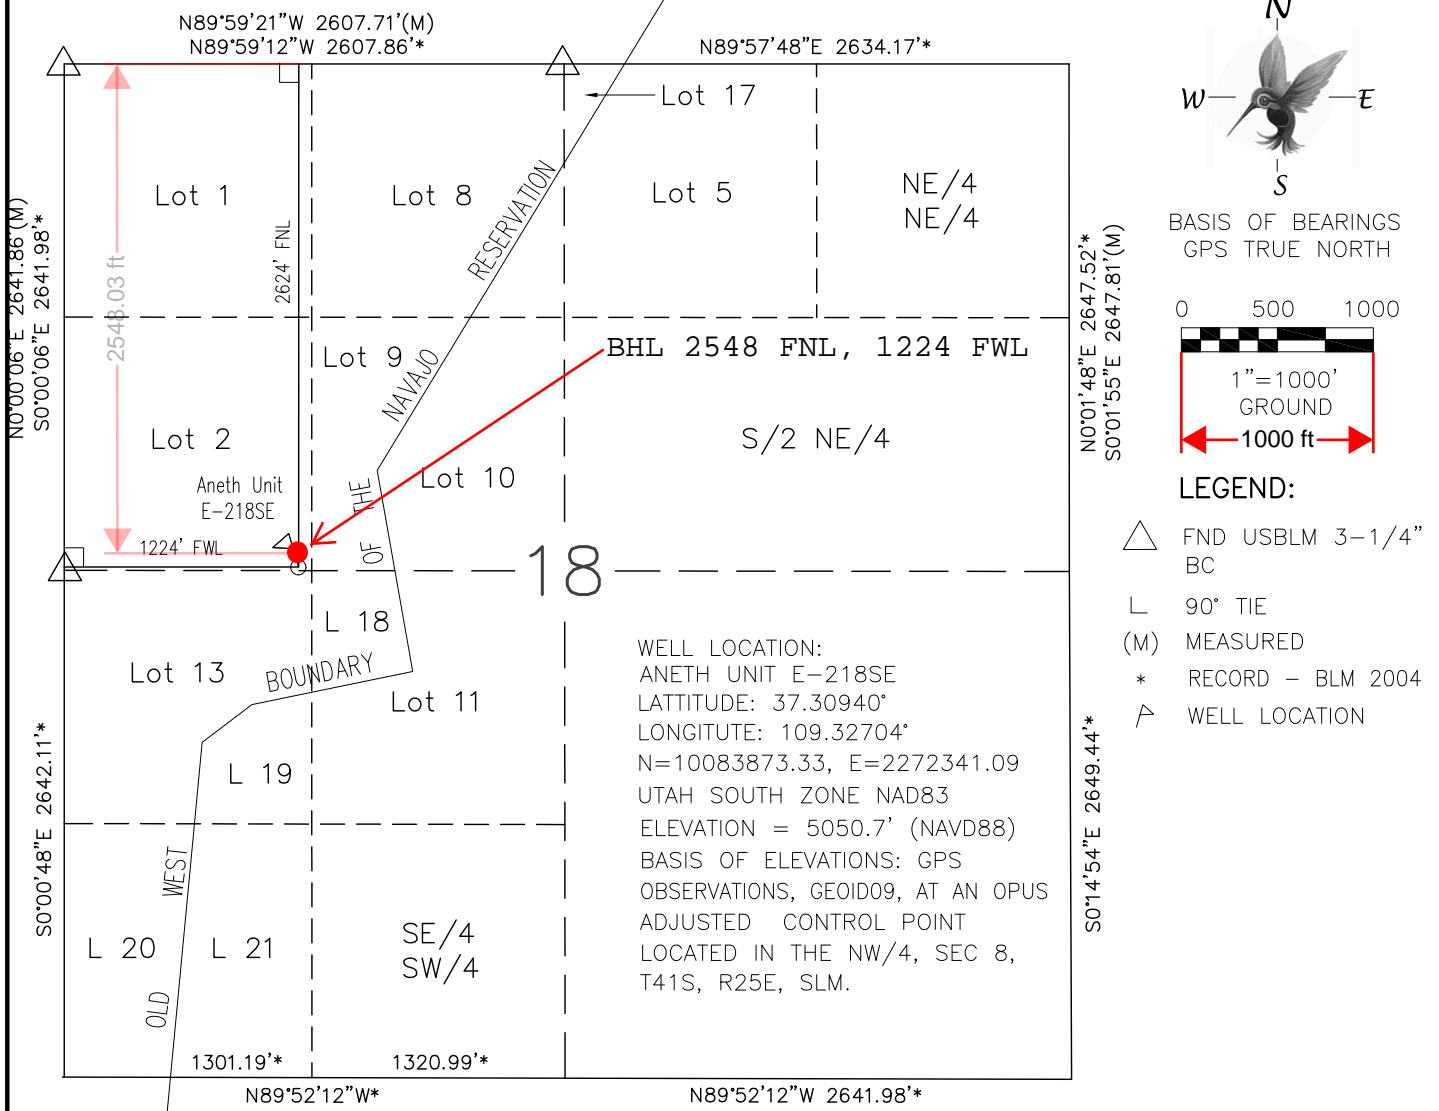 N89°59'21"W 2607.71'(M)
N89°59'12"W 2607.86'*
N89°57'48"E 2634.17'*
N
W
E
S
BASIS OF BEARINGS
GPS TRUE NORTH
0 500 1000
1"=1000'
GROUND
1000 ft
LEGEND:
FND USBLM 3-1/4"
BC
90° TIE
(M) MEASURED
* RECORD - BLM 2004
WELL LOCATION
Lot 17
Lot 1
Lot 8
Lot 5
NE/4
NE/4
N0°00'06"E 2641.86'(M)
S0°00'06"E 2641.98'*
2548.03 ft
2624' FNL
RESERVATION
NAVAJO
OF THE
BOUNDARY
WEST
OLD
Lot 9
BHL 2548 FNL, 1224 FWL
N0°01'48"E 2647.52'*
S0°01'55"E 2647.81'(M)
Lot 2
S/2 NE/4
Lot 10
Aneth Unit
E-218SE
1224' FWL
18
L 18
Lot 13
Lot 11
L 19
WELL LOCATION:
ANETH UNIT E-218SE
LATTITUDE: 37.30940°
LONGITUTE: 109.32704°
N=10083873.33, E=2272341.09
UTAH SOUTH ZONE NAD83
ELEVATION = 5050.7' (NAVD88)
BASIS OF ELEVATIONS: GPS
OBSERVATIONS, GEOID09, AT AN OPUS
ADJUSTED CONTROL POINT
LOCATED IN THE NW/4, SEC 8,
T41S, R25E, SLM.
S0°00'48"E 2642.11'*
S0°14'54"E 2649.44'*
L 20
L 21
SE/4
SW/4
1301.19'*
1320.99'*
N89°52'12"W*
N89°52'12"W 2641.98'*